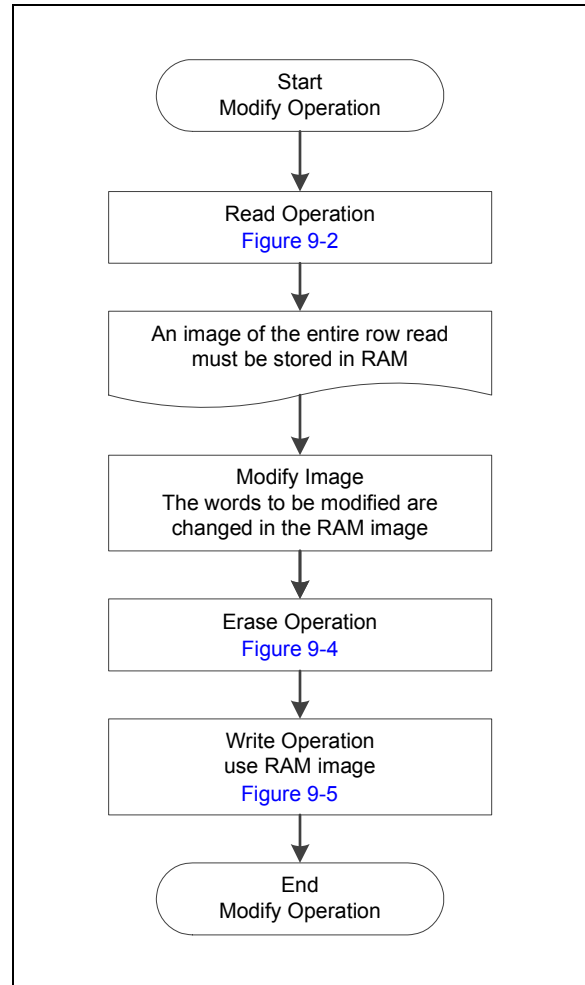 Start
Modify Operation
Read Operation
Figure 9-2
An image of the entire row read
must be stored in RAM
Modify Image
The words to be modified are
changed in the RAM image
Erase Operation
Figure 9-4
Write Operation
use RAM image
Figure 9-5
End
Modify Operation